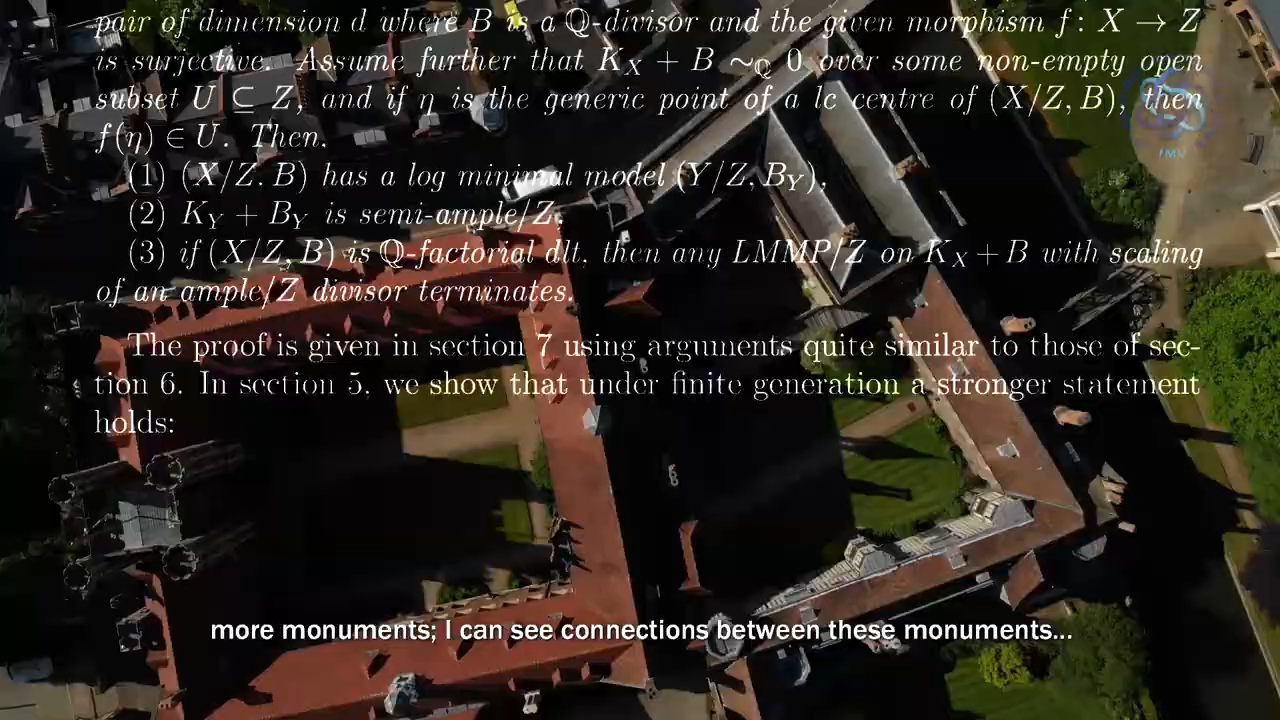 pair of dimension d where B is a ℚ-divisor and the given morphism f: X → Z
is surjective. Assume further that K_X + B ∼_ℚ 0 over some non-empty open
subset U ⊆ Z, and if η is the generic point of a lc centre of (X/Z, B), then
f(η) ∈ U. Then,
(1) (X/Z, B) has a log minimal model (Y/Z, B_Y),
(2) K_Y + B_Y is semi-ample/Z,
(3) if (X/Z, B) is ℚ-factorial dlt, then any LMMP/Z on K_X + B with scaling
of an ample/Z divisor terminates.
The proof is given in section 7 using arguments quite similar to those of sec-
tion 6. In section 5, we show that under finite generation a stronger statement
holds:
IMU
more monuments; I can see connections between these monuments...